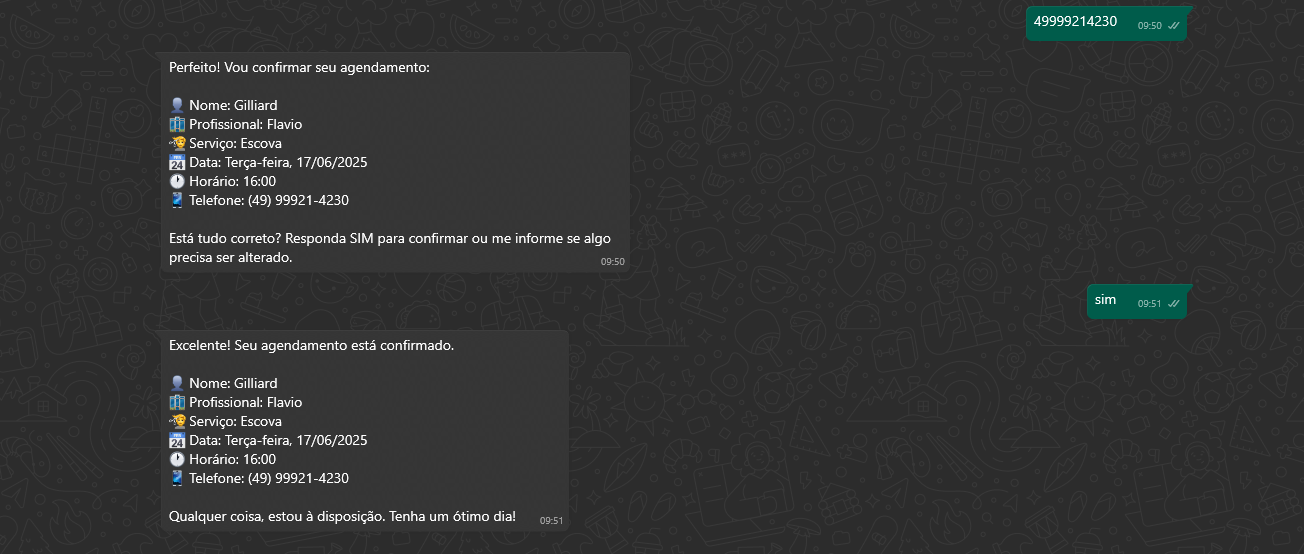 49999214230 09:50
Perfeito! Vou confirmar seu agendamento:
Nome: Gilliard
Profissional: Flavio
Serviço: Escova
24 Data: Terça-feira, 17/06/2025
Horário: 16:00
Telefone: (49) 99921-4230
Está tudo correto? Responda SIM para confirmar ou me informe se algo
precisa ser alterado. 09:50
sim 09:51
Excelente! Seu agendamento está confirmado.
Nome: Gilliard
Profissional: Flavio
Serviço: Escova
24 Data: Terça-feira, 17/06/2025
Horário: 16:00
Telefone: (49) 99921-4230
Qualquer coisa, estou à disposição. Tenha um ótimo dia! 09:51